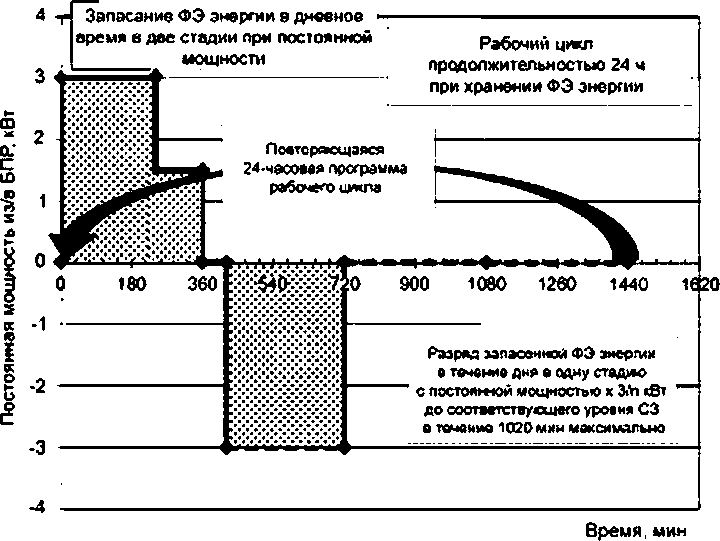 Запасание ФЭ энергии в дневное
время в две стадии при постоянной
мощности
Рабочий цикл
продолжительностью 24 ч
при хранении ФЭ энергии
Повторяющаяся
24-часовая программа
рабочего цикла
Постоянная мощность из/в БПР, кВт
4
3
2
1
0
-1
-2
-3
-4
0 180 360 540 720 900 1080 1260 1440 1620
Разряд запасенной ФЭ энергии
в течение дня в одну стадию
с постоянной мощностью x 3/n кВт
до соответствующего уровня СЗ
в течение 1020 мин максимально
Время, мин